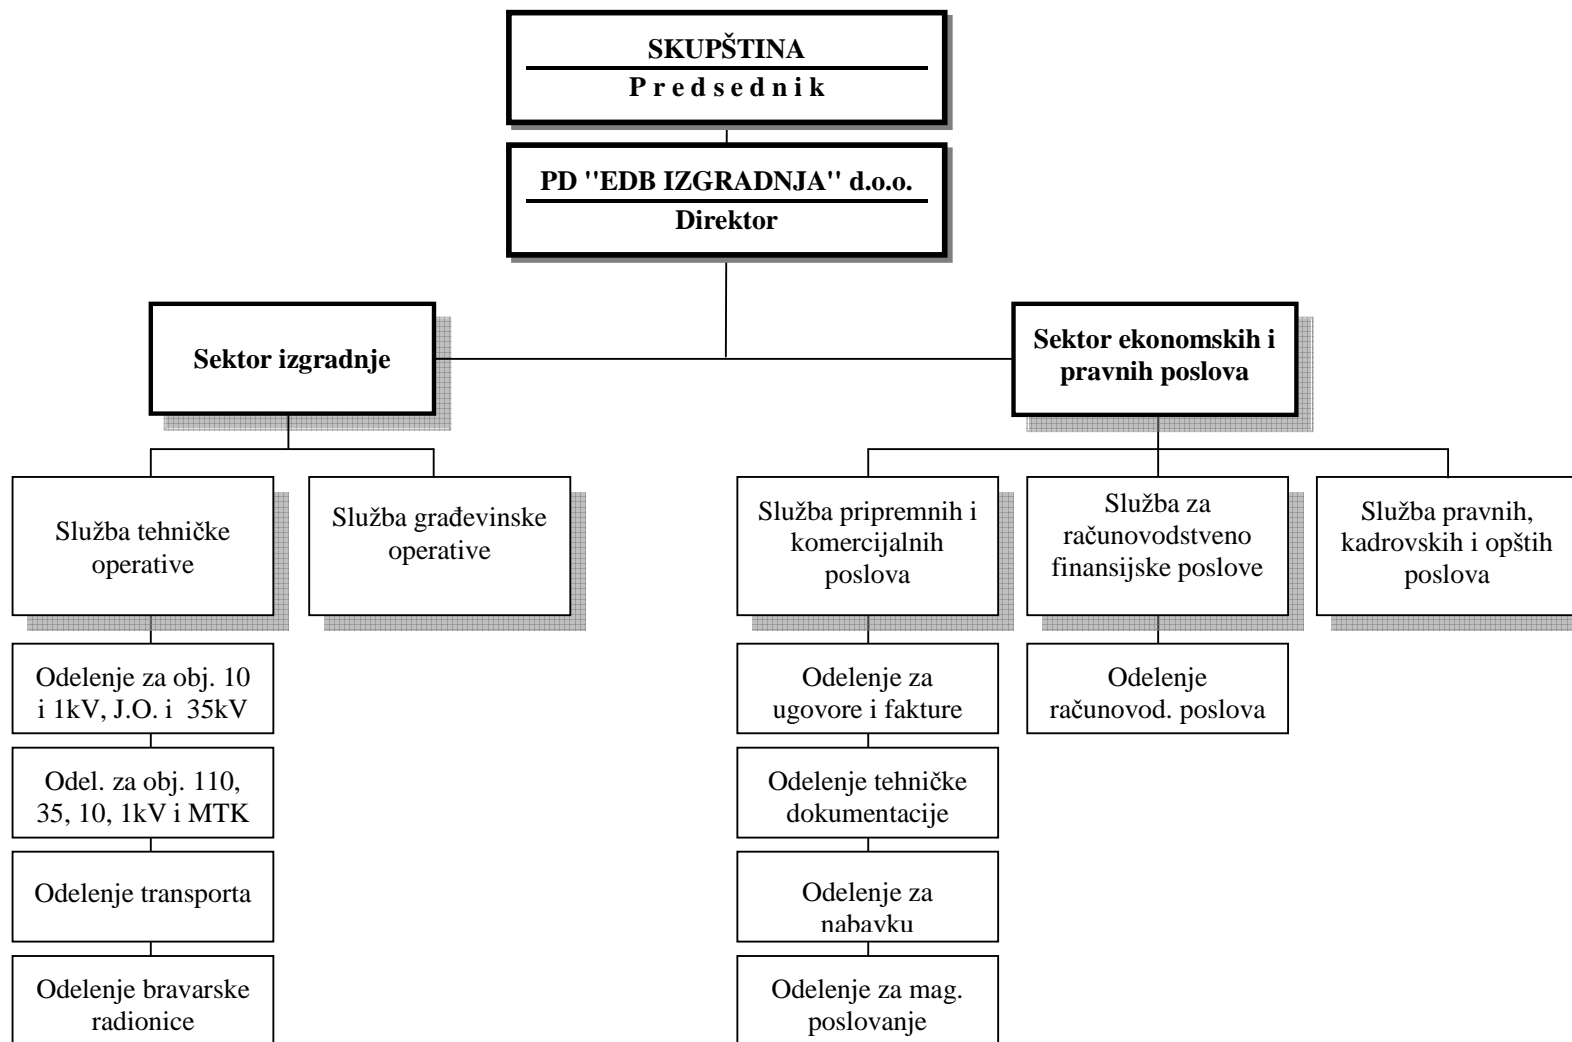 SKUPŠTINA
P r e d s e d n i k
PD "EDB IZGRADNJA" d.o.o.
Direktor
Sektor izgradnje
Sektor ekonomskih i
pravnih poslova
Služba tehničke
operative
Služba građevinske
operative
Služba pripremnih i
komercijalnih
poslova
Služba za
računovodstveno
finansijske poslove
Služba pravnih,
kadrovskih i opštih
poslova
Odelenje za obj. 10
i 1kV, J.O. i 35kV
Odel. za obj. 110,
35, 10, 1kV i MTK
Odelenje transporta
Odelenje bravarske
radionice
Odelenje za
ugovore i fakture
Odelenje tehničke
dokumentacije
Odelenje za
nabavku
Odelenje za mag.
poslovanje
Odelenje
računovod. poslova